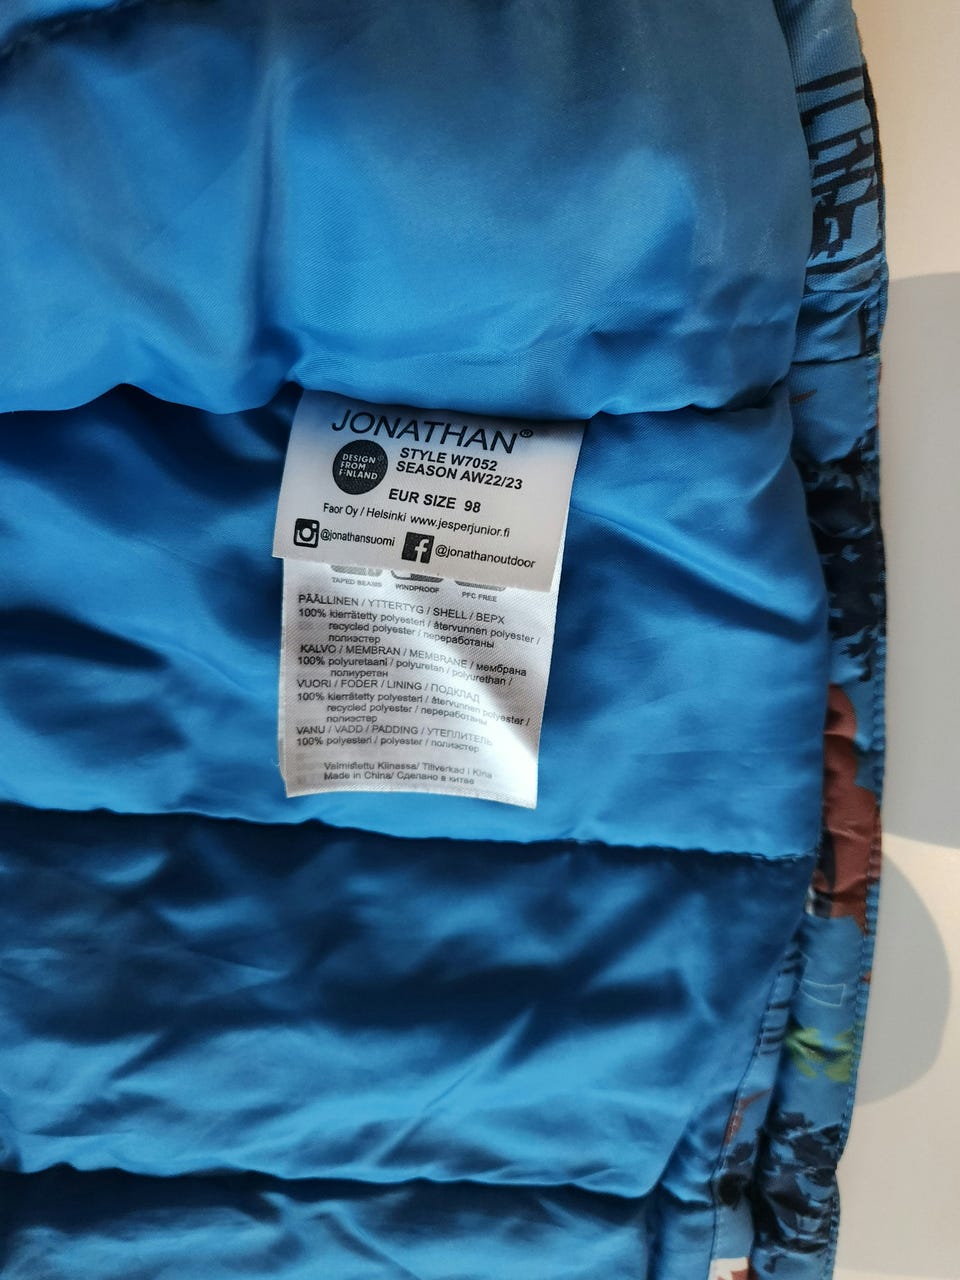 JONATHAN®
DESIGN
FROM
FINLAND
STYLE W7052
SEASON AW22/23
EUR SIZE 98
Faor Oy / Helsinki www.jesperjunior.fi
@jonathansuomi @jonathanoutdoor
TAPED SEAMS WINDPROOF PFC FREE
PÄÄLLINEN / YTTERTYG / SHELL / ВЕРХ
100% kierrätetty polyesteri / återvunnen polyester /
recycled polyester / переработаны
полиэстер
KALVO / MEMBRAN / MEMBRANE / мембрана
100% polyuretaani / polyuretan / polyurethan /
полиуретан
VUORI / FODER / LINING / ПОДКЛАД
100% kierrätetty polyesteri / återvunnen polyester /
recycled polyester / переработаны
полиэстер
VANU / VADD / PADDING / УТЕПЛИТЕЛЬ
100% polyesteri / polyester / полиэстер
Valmistettu Kiinassa/ Tillverkad i Kina
Made in China/ Сделано в китае